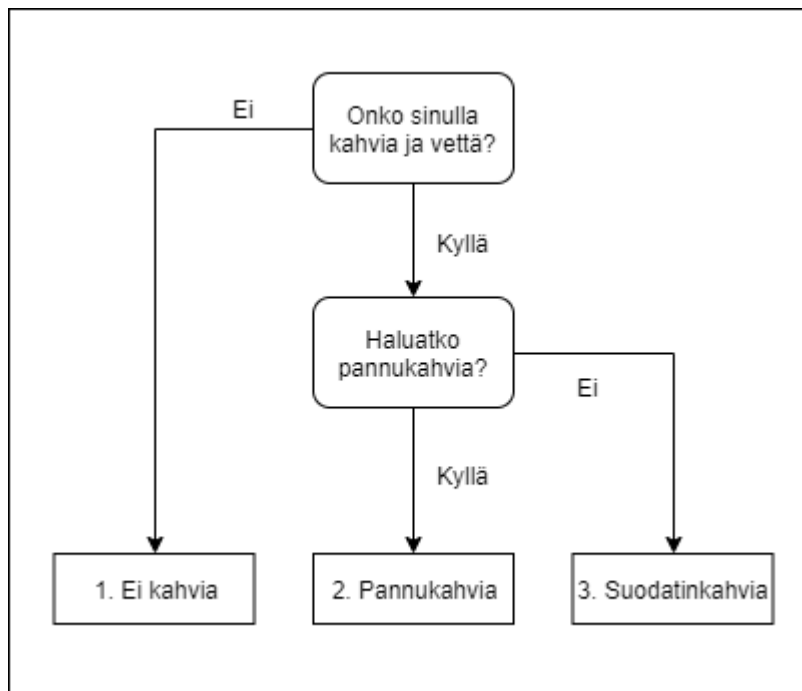 Ei
Onko sinulla
kahvia ja vettä?
Kyllä
Haluatko
pannukahvia?
Ei
Kyllä
1. Ei kahvia
2. Pannukahvia
3. Suodatinkahvia